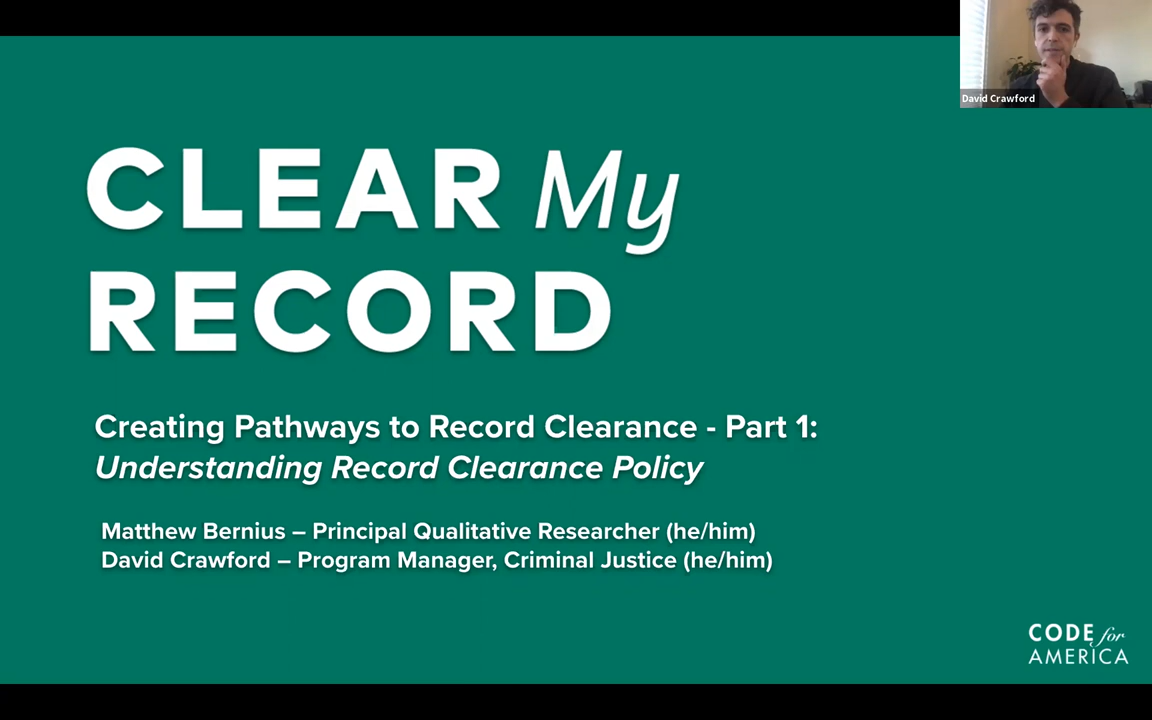 David Crawford
CLEAR My
RECORD
Creating Pathways to Record Clearance - Part 1:
Understanding Record Clearance Policy
Matthew Bernius – Principal Qualitative Researcher (he/him)
David Crawford – Program Manager, Criminal Justice (he/him)
CODE for
AMERICA